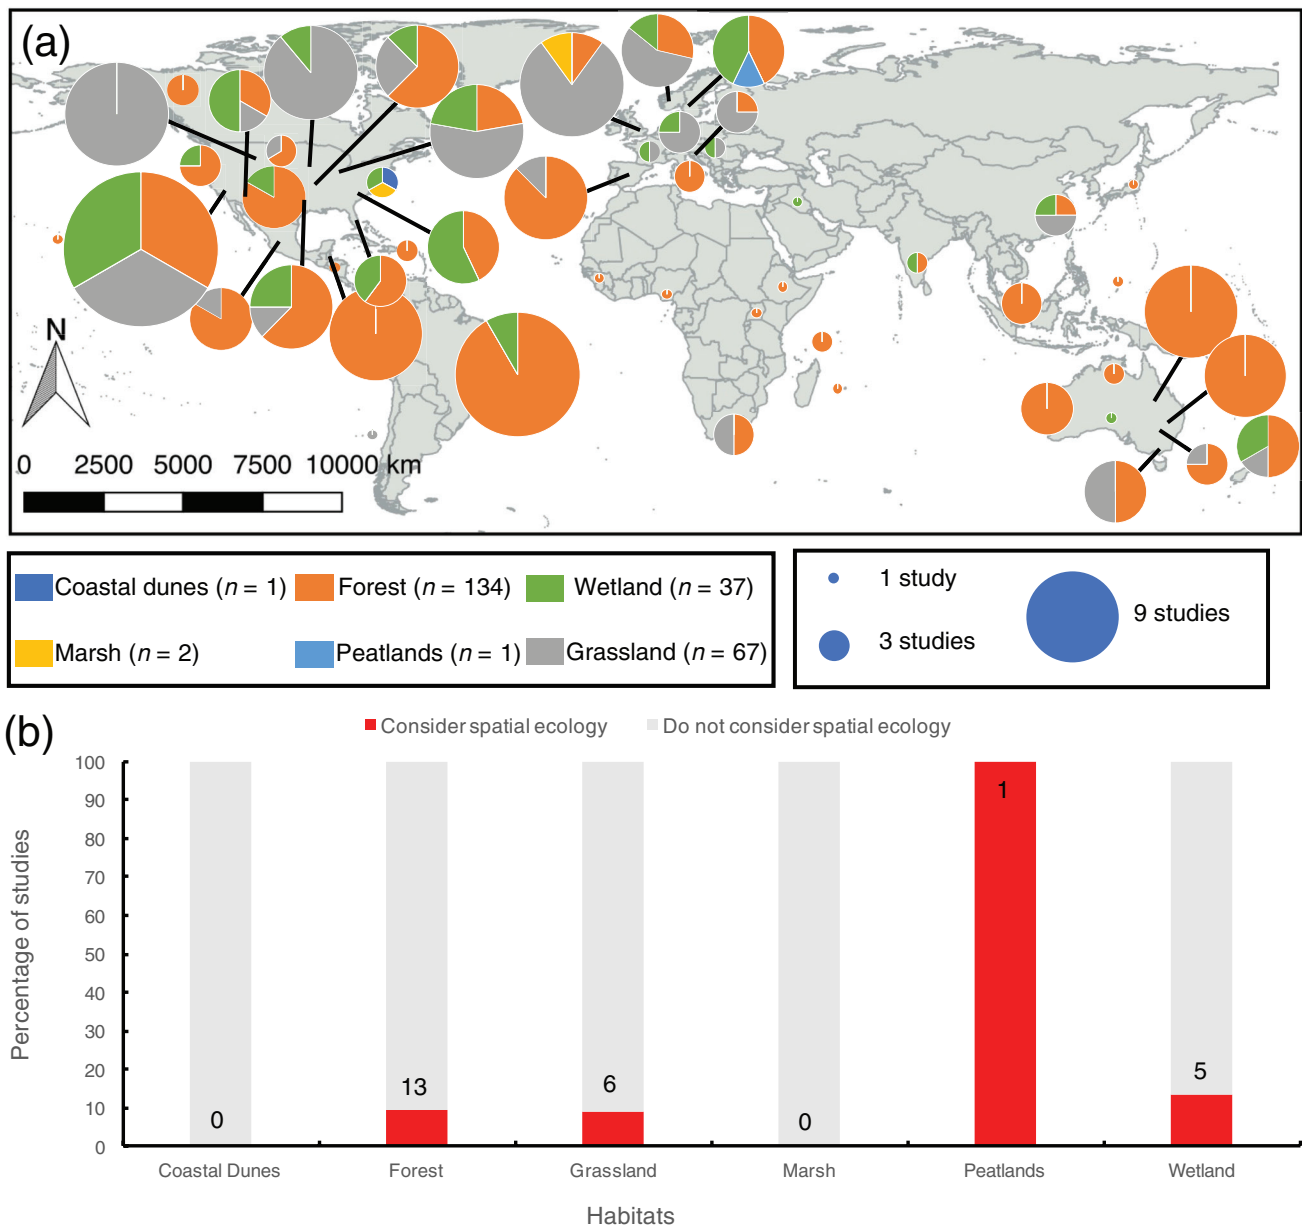 (a)
N
0 2500 5000 7500 10000 km
Coastal dunes (n = 1) Forest (n = 134) Wetland (n = 37)
Marsh (n = 2) Peatlands (n = 1) Grassland (n = 67)
1 study
3 studies
9 studies
(b)
Consider spatial ecology Do not consider spatial ecology
Percentage of studies
100
90
80
70
60
50
40
30
20
10
0
0
13
6
0
1
5
Coastal Dunes Forest Grassland Marsh Peatlands Wetland
Habitats